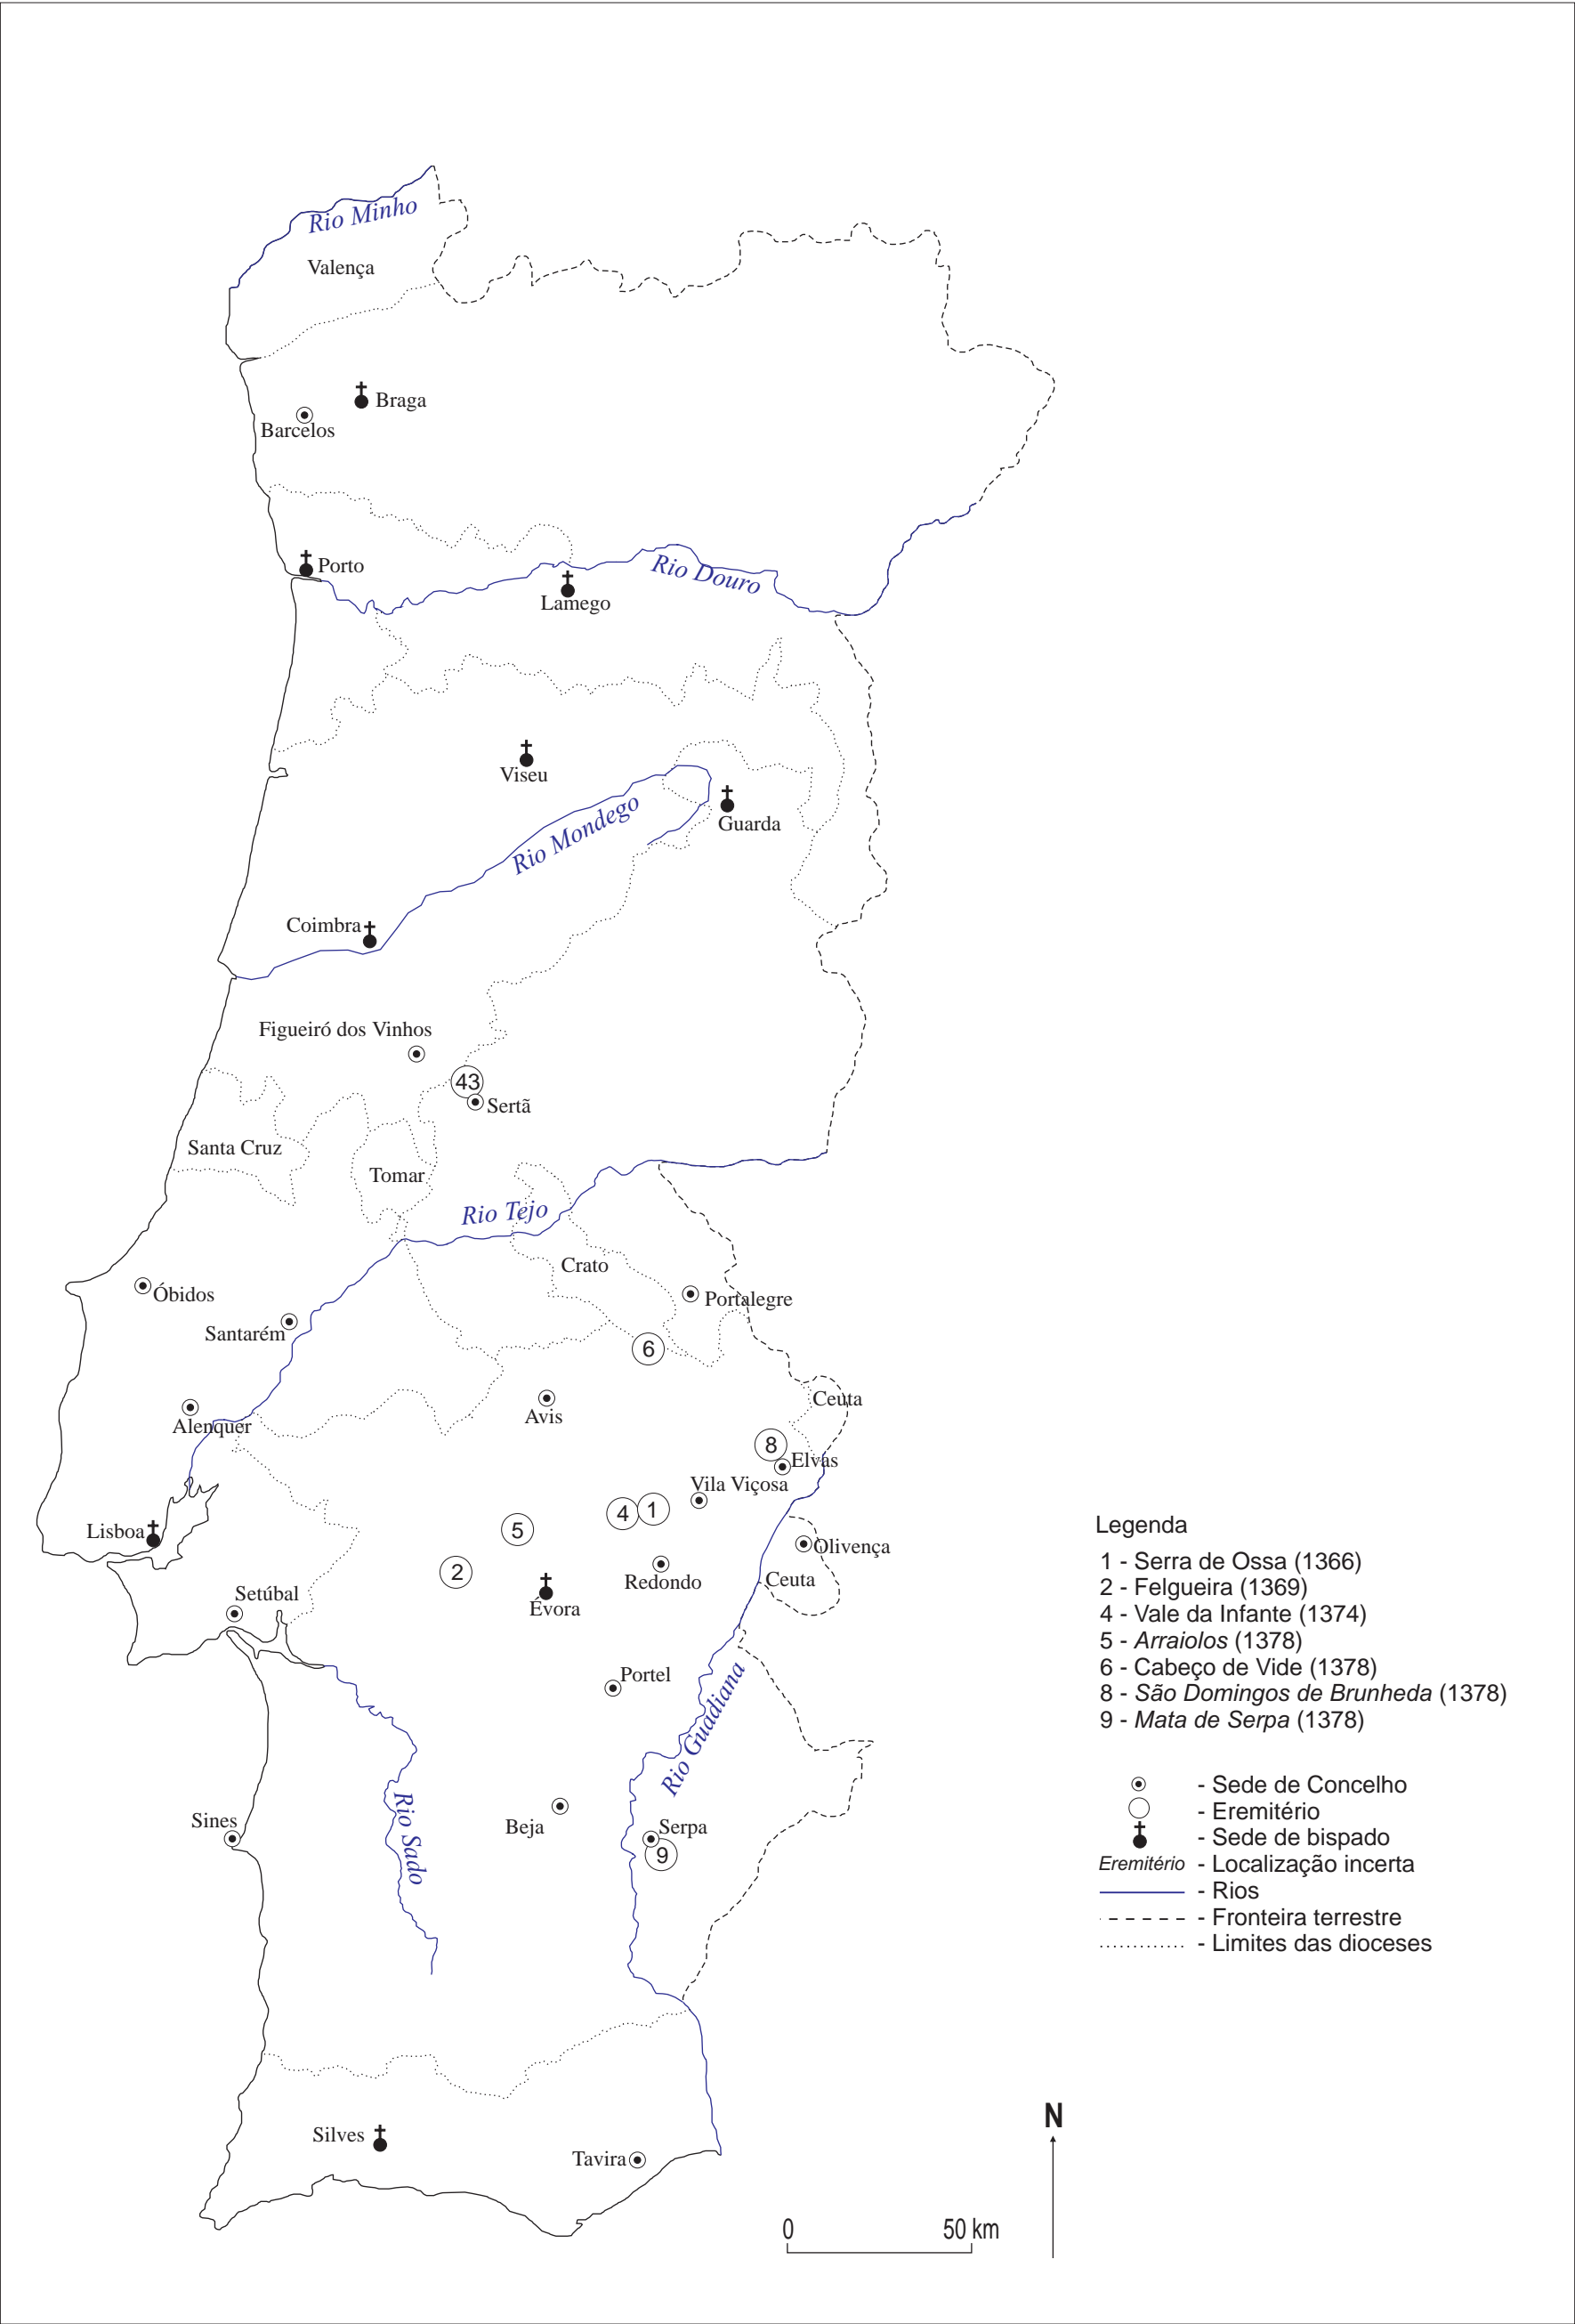 Rio Minho
Valença
Braga
Barcelos
Porto
Rio Douro
Lamego
Viseu
Rio Mondego
Guarda
Coimbra
Figueiró dos Vinhos
43
Sertã
Santa Cruz
Tomar
Rio Tejo
Crato
Óbidos
Portalegre
Santarém
6
Ceuta
Avis
Alenquer
8
Elvas
Vila Viçosa
4
1
5
Lisboa
Olivença
2
Redondo
Ceuta
Évora
Setúbal
Portel
Rio Guadiana
Rio Sado
Beja
Sines
Serpa
9
Silves
Tavira
Legenda
1 - Serra de Ossa (1366)
2 - Felgueira (1369)
4 - Vale da Infante (1374)
5 - Arraiolos (1378)
6 - Cabeço de Vide (1378)
8 - São Domingos de Brunheda (1378)
9 - Mata de Serpa (1378)
- Sede de Concelho
- Eremitério
- Sede de bispado
Eremitério - Localização incerta
- Rios
- Fronteira terrestre
- Limites das dioceses
N
0 50 km